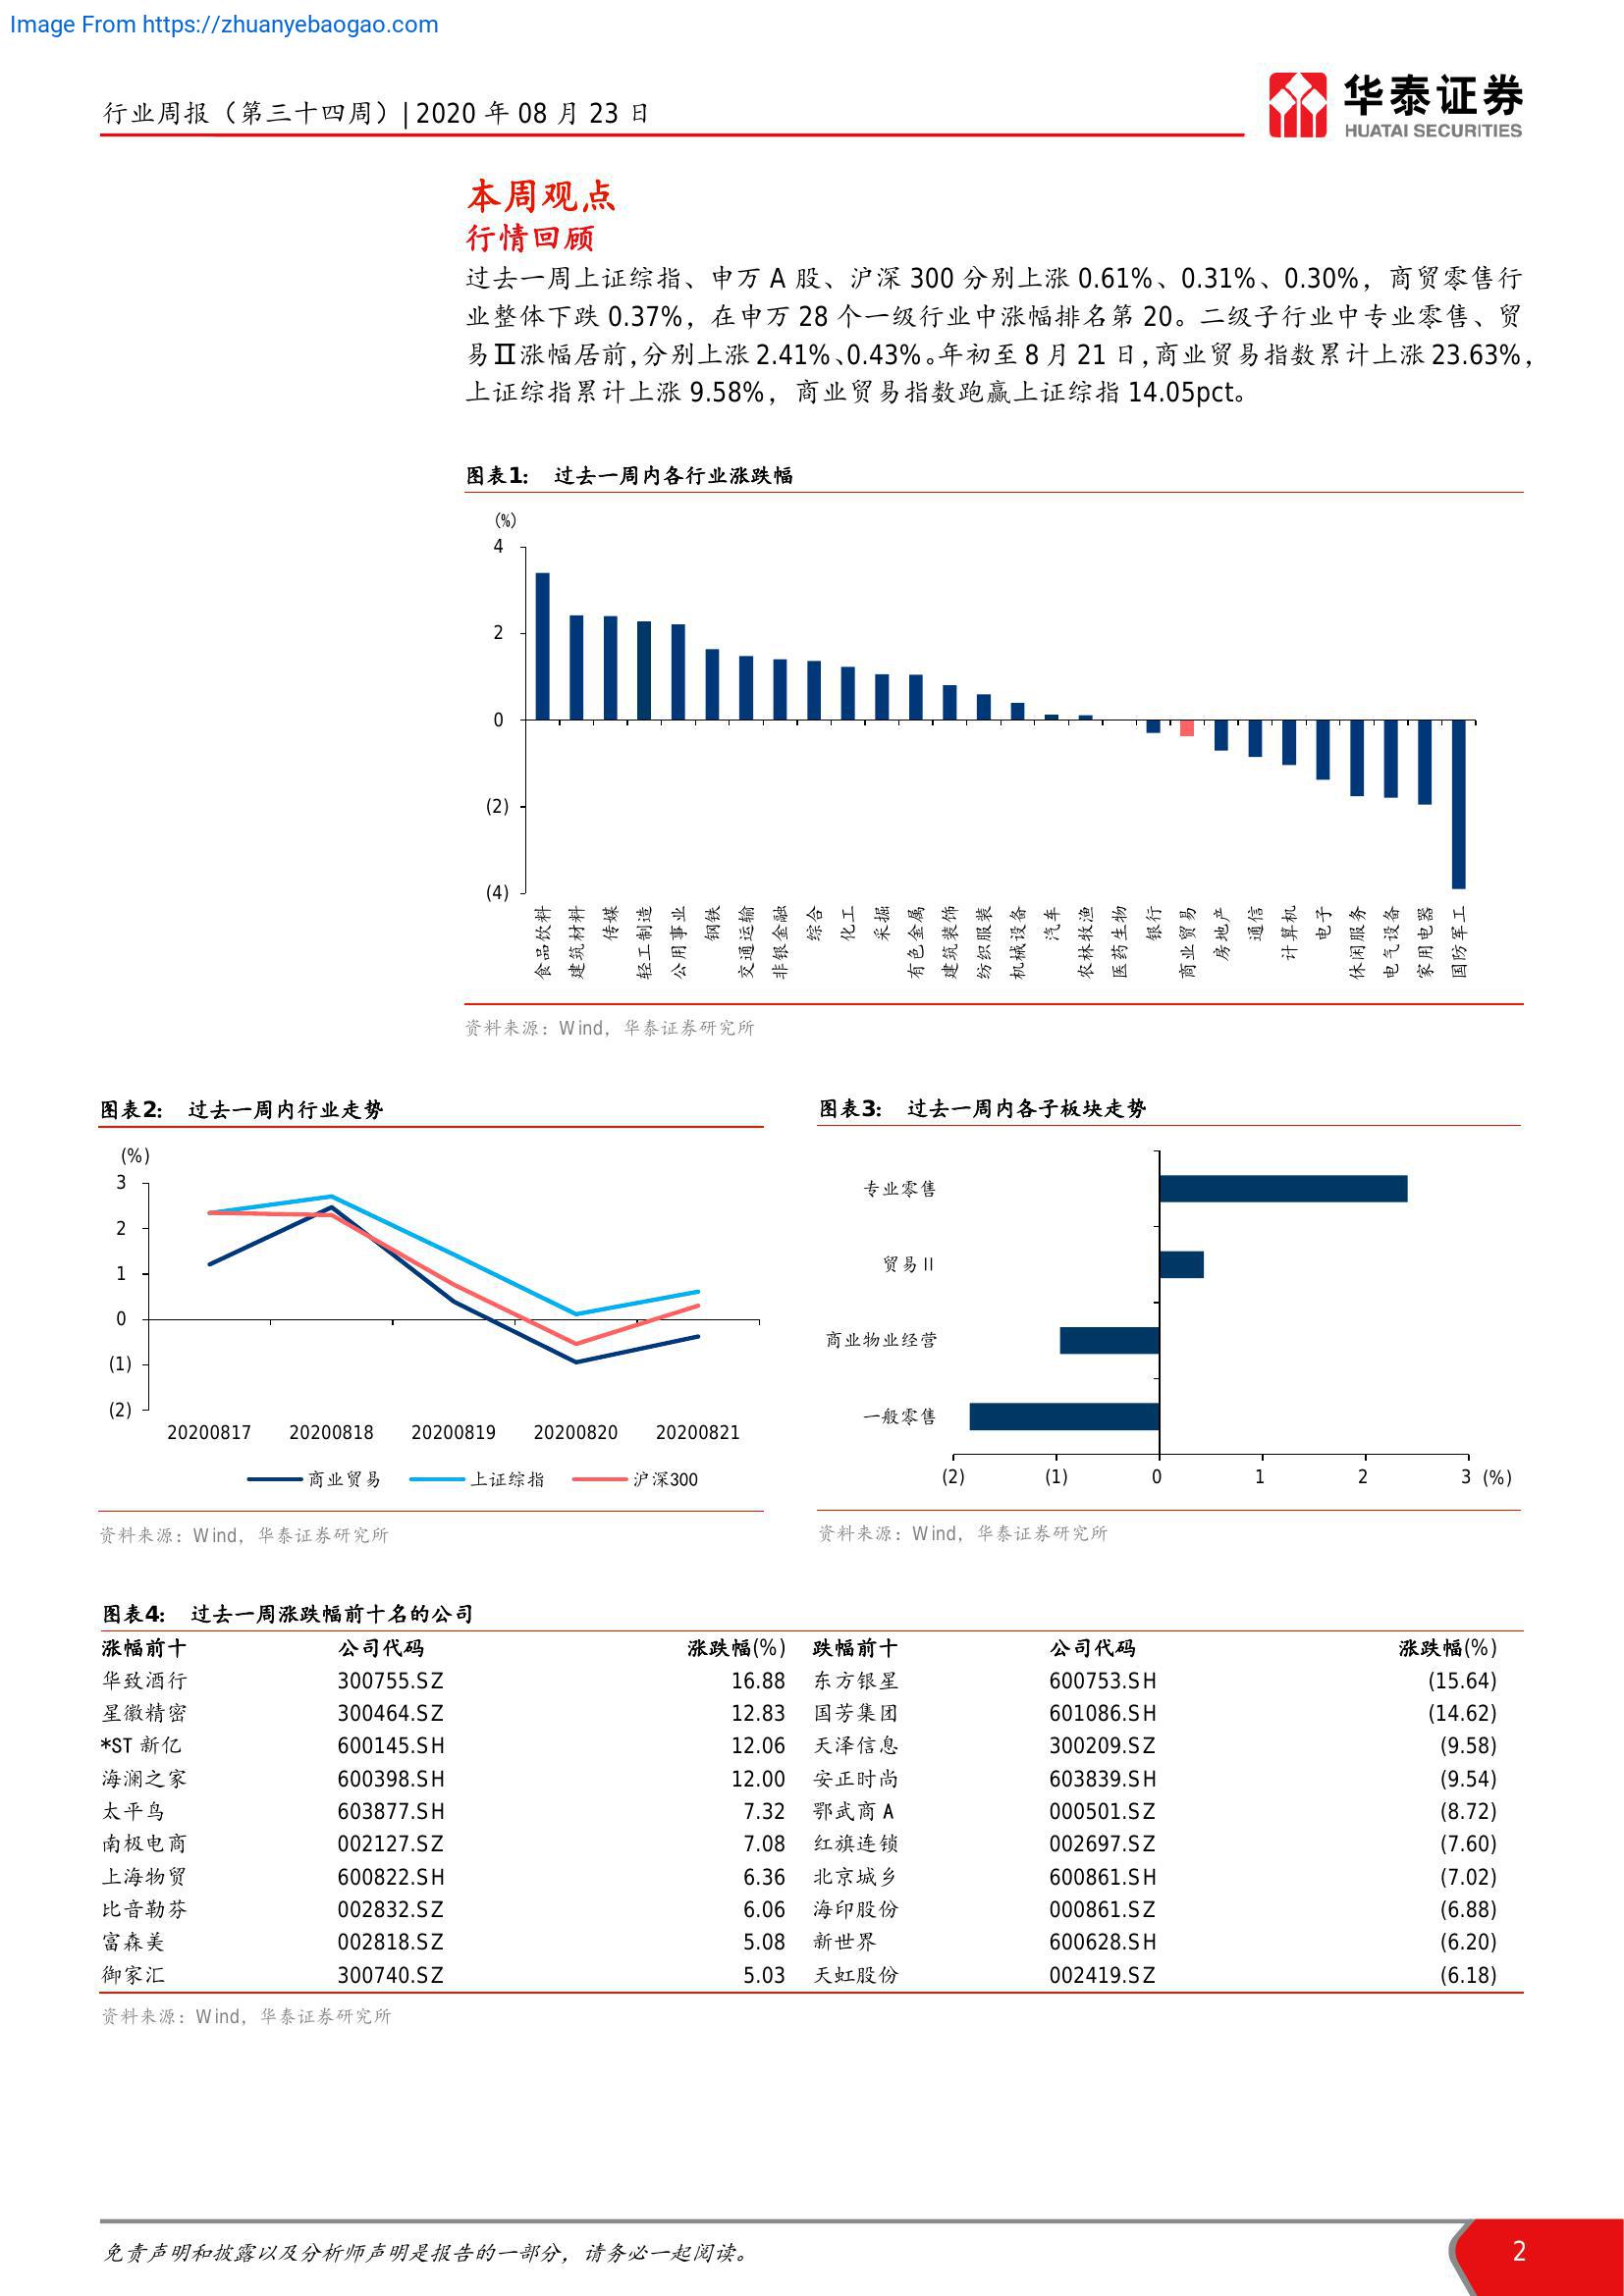 Image From https://zhuanyebaogao.com
行业周报（第三十四周）| 2020 年 08 月 23 日
华泰证券
HUATAI SECURITIES
本周观点
行情回顾
过去一周上证综指、申万 A 股、沪深 300 分别上涨 0.61%、0.31%、0.30%，商贸零售行
业整体下跌 0.37%，在申万 28 个一级行业中涨幅排名第 20。二级子行业中专业零售、贸
易Ⅱ涨幅居前，分别上涨 2.41%、0.43%。年初至 8 月 21 日，商业贸易指数累计上涨 23.63%，
上证综指累计上涨 9.58%，商业贸易指数跑赢上证综指 14.05pct。
图表1： 过去一周内各行业涨跌幅
(%)
4
2
0
(2)
(4)
食品饮料
建筑材料
传媒
轻工制造
公用事业
钢铁
交通运输
非银金融
综合
化工
采掘
有色金属
建筑装饰
纺织服装
机械设备
汽车
农林牧渔
医药生物
银行
商业贸易
房地产
通信
计算机
电子
休闲服务
电气设备
家用电器
国防军工
资料来源：Wind，华泰证券研究所
图表2： 过去一周内行业走势
(%)
3
2
1
0
(1)
(2)
20200817 20200818 20200819 20200820 20200821
商业贸易 上证综指 沪深300
资料来源：Wind，华泰证券研究所
图表3： 过去一周内各子板块走势
专业零售
贸易II
商业物业经营
一般零售
(2) (1) 0 1 2 3 (%)
资料来源：Wind，华泰证券研究所
图表4： 过去一周涨跌幅前十名的公司
涨幅前十 公司代码 涨跌幅(%) 跌幅前十 公司代码 涨跌幅(%)
华致酒行 300755.SZ 16.88 东方银星 600753.SH (15.64)
星徽精密 300464.SZ 12.83 国芳集团 601086.SH (14.62)
*ST 新亿 600145.SH 12.06 天泽信息 300209.SZ (9.58)
海澜之家 600398.SH 12.00 安正时尚 603839.SH (9.54)
太平鸟 603877.SH 7.32 鄂武商 A 000501.SZ (8.72)
南极电商 002127.SZ 7.08 红旗连锁 002697.SZ (7.60)
上海物贸 600822.SH 6.36 北京城乡 600861.SH (7.02)
比音勒芬 002832.SZ 6.06 海印股份 000861.SZ (6.88)
富森美 002818.SZ 5.08 新世界 600628.SH (6.20)
御家汇 300740.SZ 5.03 天虹股份 002419.SZ (6.18)
资料来源：Wind，华泰证券研究所
免责声明和披露以及分析师声明是报告的一部分，请务必一起阅读。
2